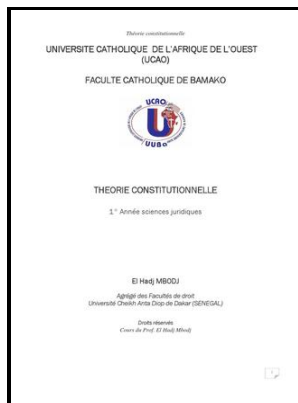 Théorie constitutionnelle
UNIVERSITE CATHOLIQUE DE L'AFRIQUE DE L'OUEST
(UCAO)
FACULTE CATHOLIQUE DE BAMAKO
UCAO
U
UUBa
THEORIE CONSTITUTIONNELLE
1° Année sciences juridiques
El Hadj MBODJ
Agrégé des Facultés de droit
Université Cheikh Anta Diop de Dakar (SENEGAL)
Droits réservés
Cours du Prof. El Hadj Mbodj